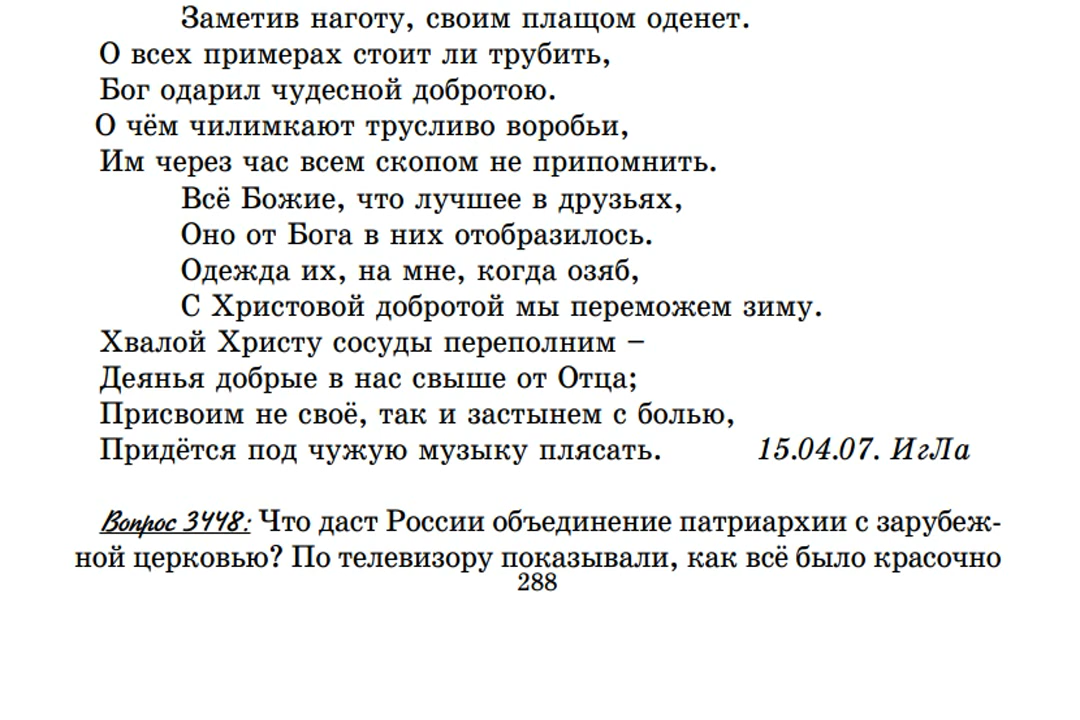 Заметив наготу, своим плащом оденет.
О всех примерах стоит ли трубить,
Бог одарил чудесной добротою.
О чём чилимкают трусливо воробьи,
Им через час всем скопом не припомнить.
Всё Божие, что лучшее в друзьях,
Оно от Бога в них отобразилось.
Одежда их, на мне, когда озяб,
С Христовой добротой мы переможем зиму.
Хвалой Христу сосуды переполним –
Деянья добрые в нас свыше от Отца;
Присвоим не своё, так и застынем с болью,
Придётся под чужую музыку плясать. 15.04.07. ИгЛа
Вопрос 3448: Что даст России объединение патриархии с зарубеж-
ной церковью? По телевизору показывали, как всё было красочно
288